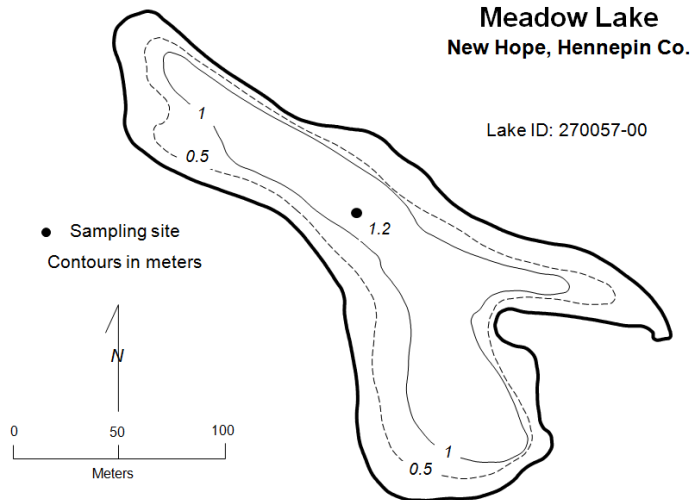 Meadow Lake
New Hope, Hennepin Co.
Lake ID: 270057-00
1
0.5
1.2
Sampling site
Contours in meters
N
0 50 100
Meters
1
0.5